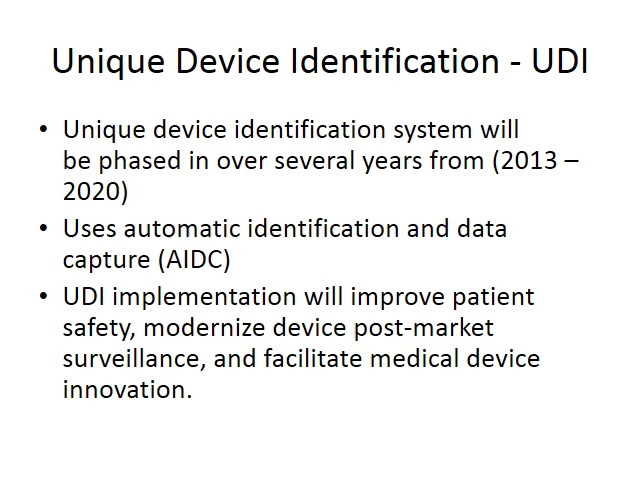 Unique Device Identification - UDI
• Unique device identification system will
be phased in over several years from (2013 –
2020)
• Uses automatic identification and data
capture (AIDC)
• UDI implementation will improve patient
safety, modernize device post-market
surveillance, and facilitate medical device
innovation.